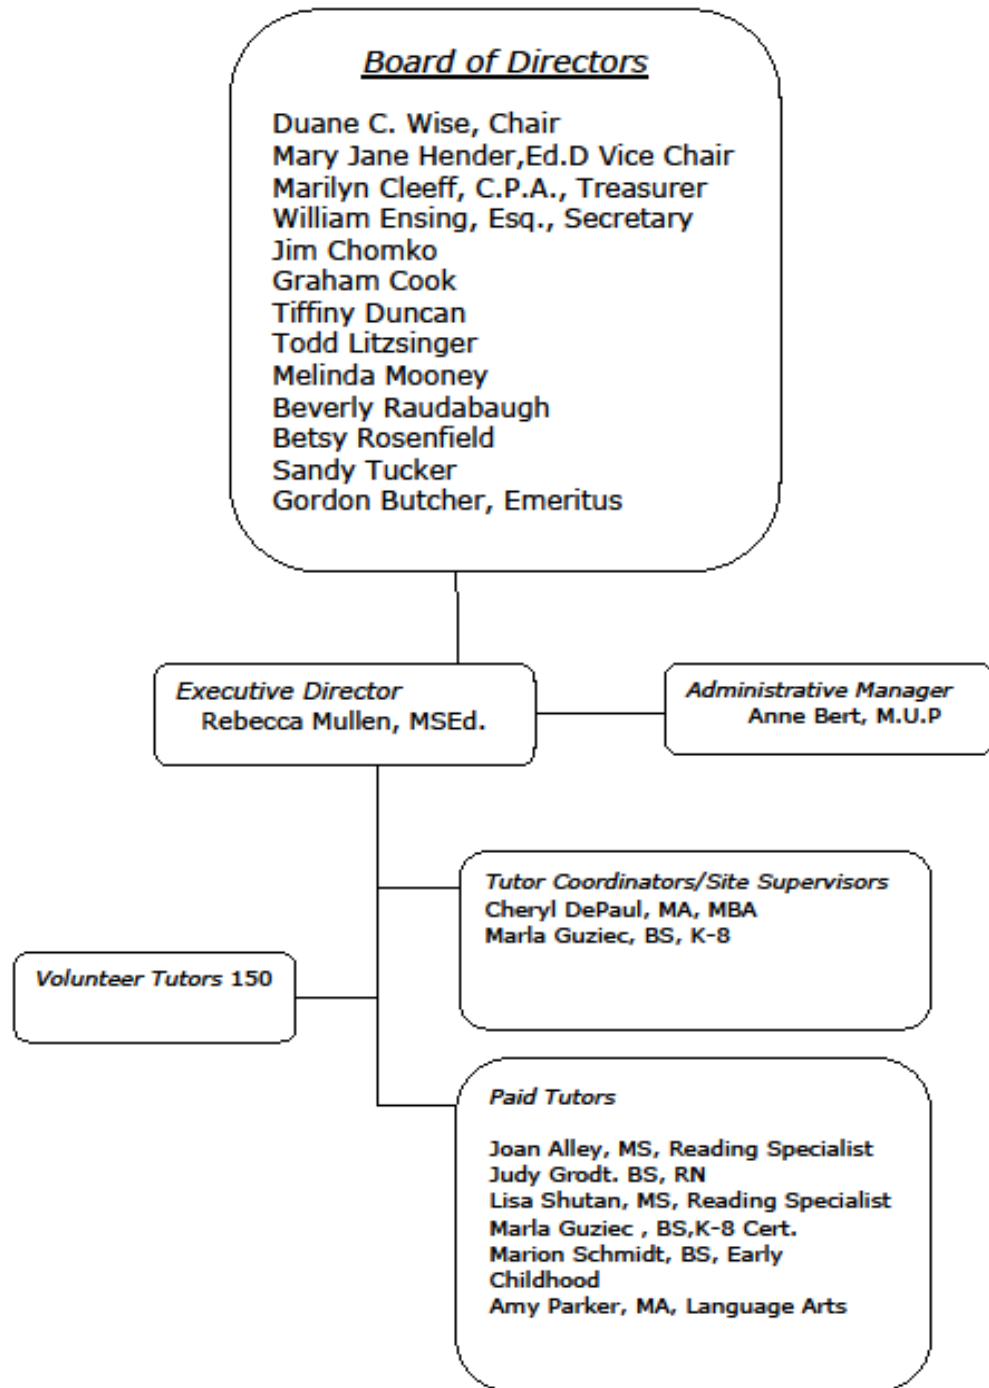 Board of Directors
Duane C. Wise, Chair
Mary Jane Hender,Ed.D Vice Chair
Marilyn Cleeff, C.P.A., Treasurer
William Ensing, Esq., Secretary
Jim Chomko
Graham Cook
Tiffiny Duncan
Todd Litzsinger
Melinda Mooney
Beverly Raudabaugh
Betsy Rosenfield
Sandy Tucker
Gordon Butcher, Emeritus
Executive Director
Rebecca Mullen, MSEd.
Administrative Manager
Anne Bert, M.U.P
Tutor Coordinators/Site Supervisors
Cheryl DePaul, MA, MBA
Marla Guziec, BS, K-8
Volunteer Tutors 150
Paid Tutors
Joan Alley, MS, Reading Specialist
Judy Grodt. BS, RN
Lisa Shutan, MS, Reading Specialist
Marla Guziec , BS,K-8 Cert.
Marion Schmidt, BS, Early
Childhood
Amy Parker, MA, Language Arts